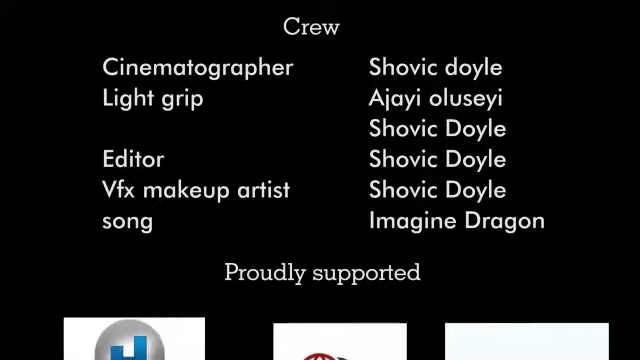 Crew
Cinematographer Shovic doyle
Light grip Ajayi oluseyi
Shovic Doyle
Editor Shovic Doyle
Vfx makeup artist Shovic Doyle
song Imagine Dragon
Proudly supported